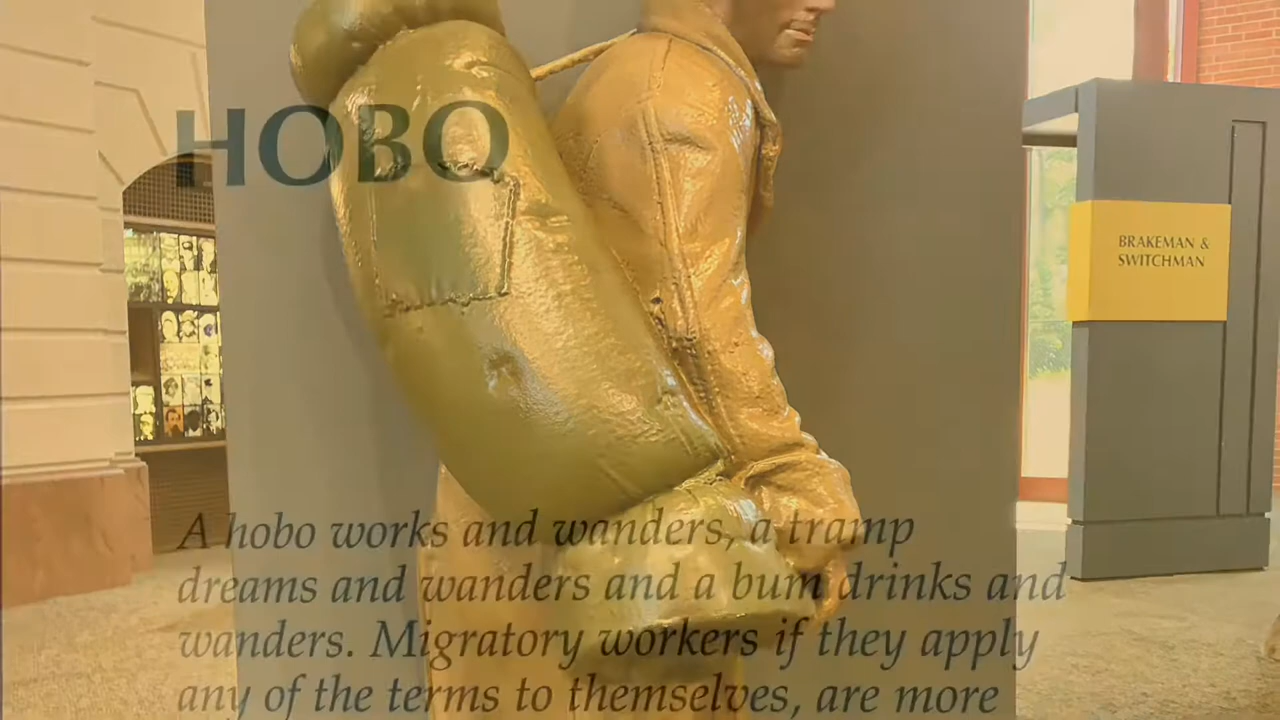 HOBO
BRAKEMAN &
SWITCHMAN
A hobo works and wanders, a tramp
dreams and wanders and a bum drinks and
wanders. Migratory workers if they apply
any of the terms to themselves, are more